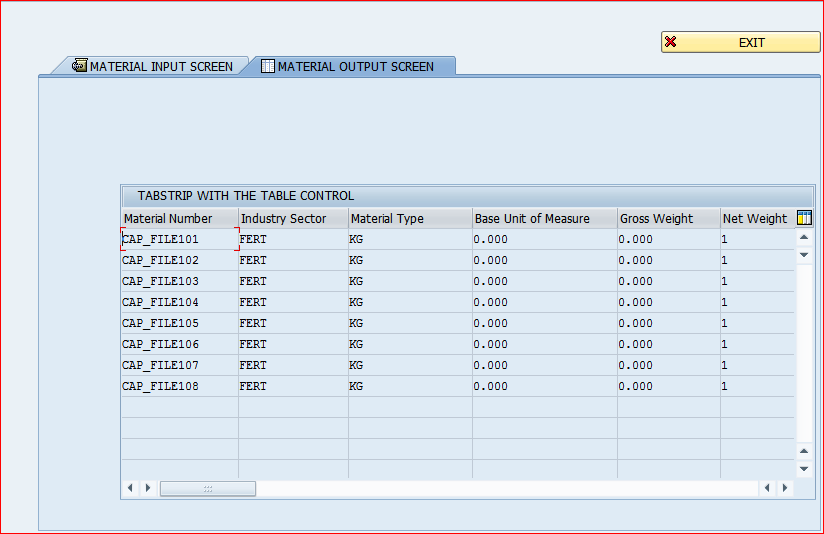 EXIT
MATERIAL INPUT SCREEN MATERIAL OUTPUT SCREEN
TABSTRIP WITH THE TABLE CONTROL
Material Number Industry Sector Material Type Base Unit of Measure Gross Weight Net Weight
CAP_FILE101 FERT KG 0.000 0.000 1
CAP_FILE102 FERT KG 0.000 0.000 1
CAP_FILE103 FERT KG 0.000 0.000 1
CAP_FILE104 FERT KG 0.000 0.000 1
CAP_FILE105 FERT KG 0.000 0.000 1
CAP_FILE106 FERT KG 0.000 0.000 1
CAP_FILE107 FERT KG 0.000 0.000 1
CAP_FILE108 FERT KG 0.000 0.000 1